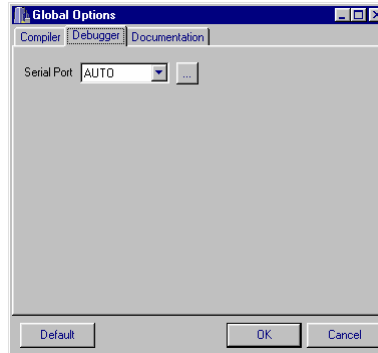 Global Options
Compiler Debugger Documentation
Serial Port AUTO ...
Default OK Cancel